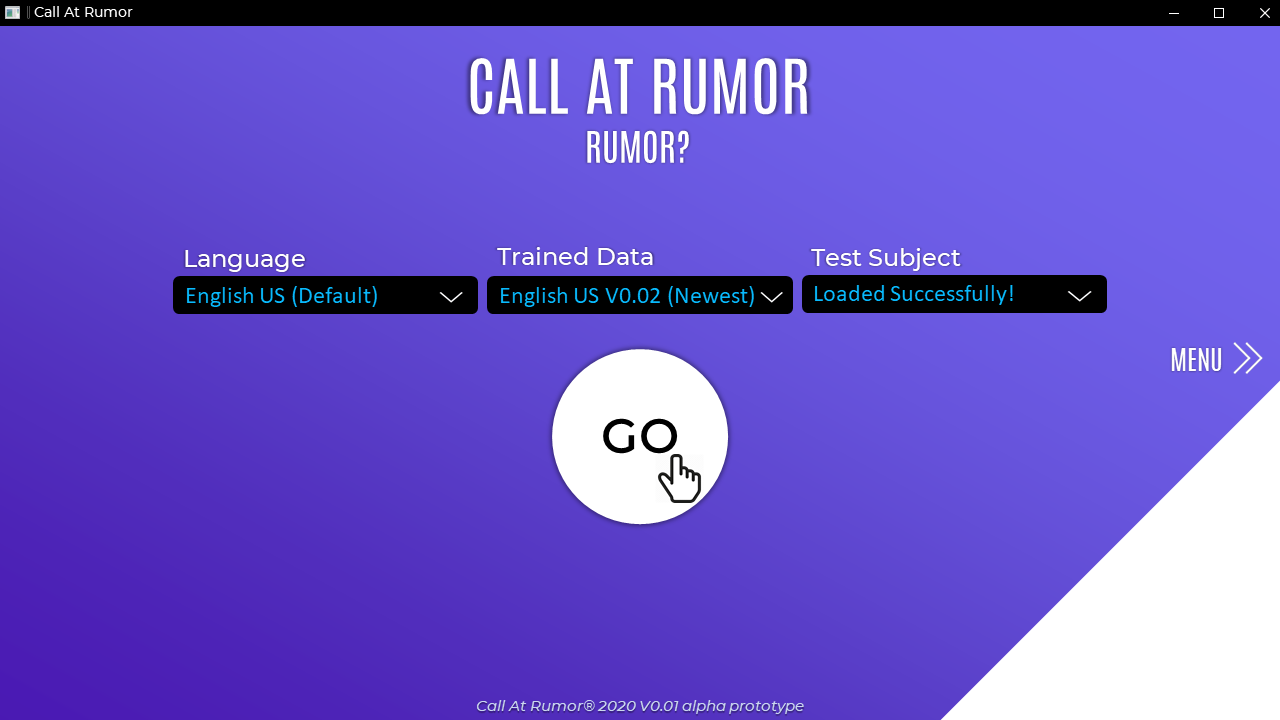 Call At Rumor
CALL AT RUMOR
RUMOR?
Language
Trained Data
Test Subject
English US (Default)
English US V0.02 (Newest)
Loaded Successfully!
MENU
GO
Call At Rumor® 2020 V0.01 alpha prototype